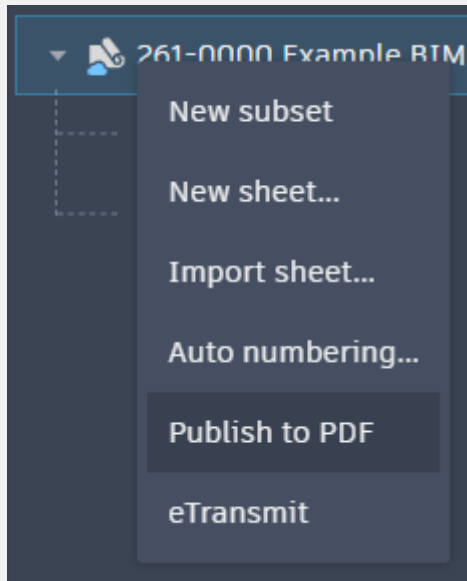 261-0000 Example BIM
New subset
New sheet...
Import sheet...
Auto numbering...
Publish to PDF
eTransmit